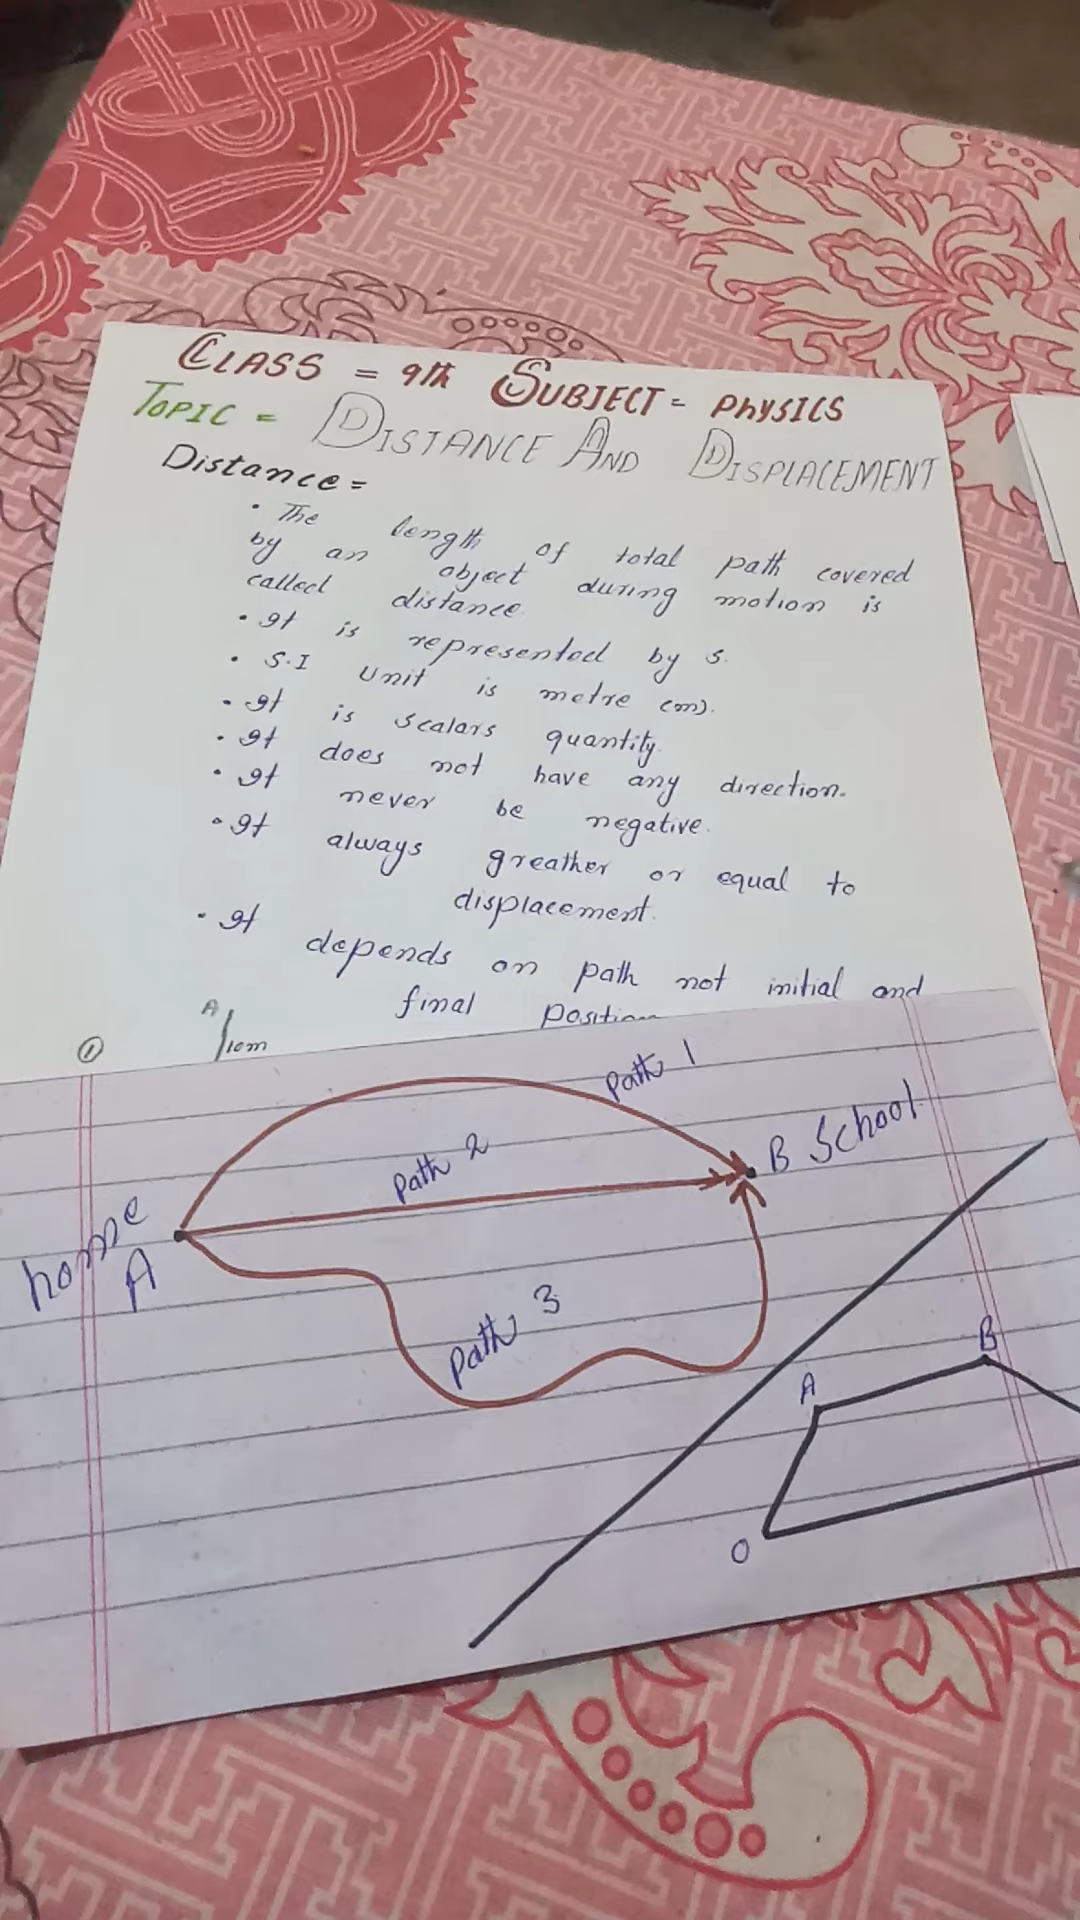 CLASS = 9th SUBJECT = PHYSICS
TOPIC = DISTANCE AND DISPLACEMENT
Distance =
• The length of total path covered
by an object during motion is
called distance.
• It is represented by s.
• S.I Unit is metre (m).
• It is scalars quantity.
• It does not have any direction.
• It never be negative.
• It always greather or equal to
displacement.
• It depends on path not initial and
final position
① A
10m
Path 1
Path 2
B School
home
A
Path 3
A
B
O